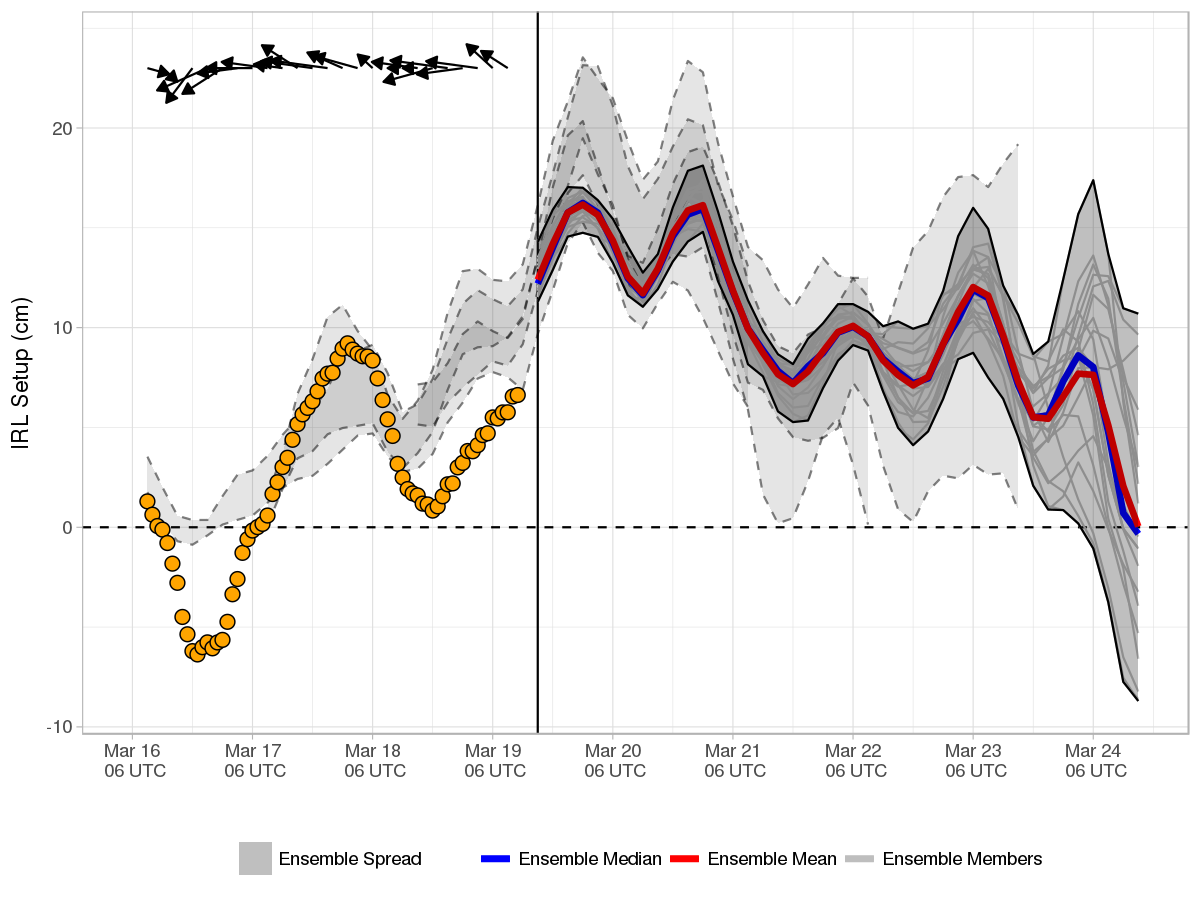 20
10
0
-10
IRL Setup (cm)
Mar 16 Mar 17 Mar 18 Mar 19 Mar 20 Mar 21 Mar 22 Mar 23 Mar 24
06 UTC 06 UTC 06 UTC 06 UTC 06 UTC 06 UTC 06 UTC 06 UTC 06 UTC
Ensemble Spread Ensemble Median Ensemble Mean Ensemble Members